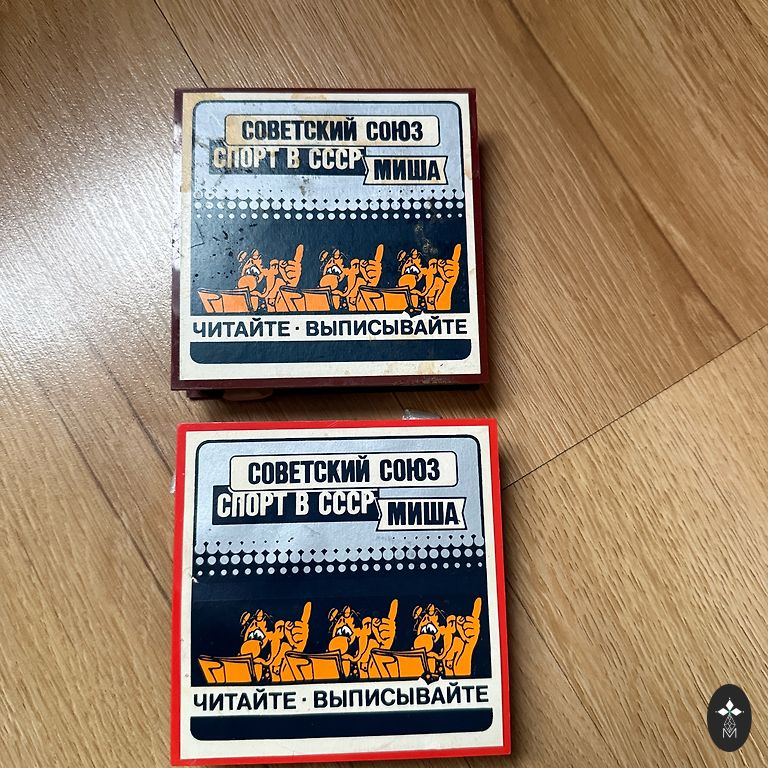 СОВЕТСКИЙ СОЮЗ
СПОРТ В СССР
МИША
ЧИТАЙТЕ · ВЫПИСЫВАЙТЕ
СОВЕТСКИЙ СОЮЗ
СПОРТ В СССР
МИША
ЧИТАЙТЕ · ВЫПИСЫВАЙТЕ
M